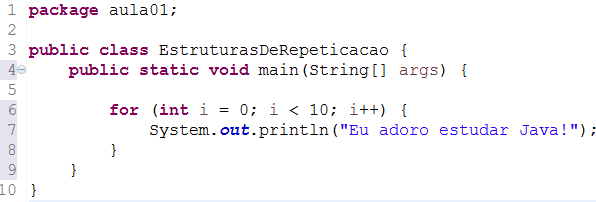 1 package aula01;
2
3 public class EstruturasDeRepeticacao {
4     public static void main(String[] args) {
5
6         for (int i = 0; i < 10; i++) {
7             System.out.println("Eu adoro estudar Java!");
8         }
9     }
10 }